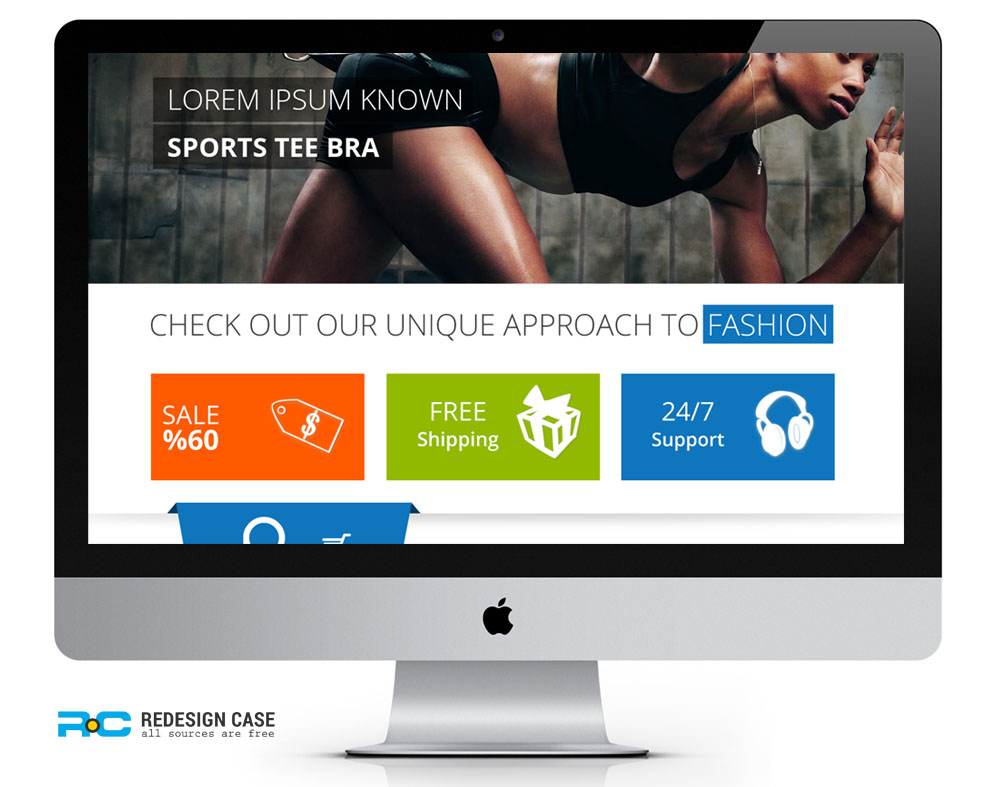 LOREM IPSUM KNOWN
SPORTS TEE BRA
CHECK OUT OUR UNIQUE APPROACH TO FASHION
SALE
%60
FREE
Shipping
24/7
Support
RC REDESIGN CASE
all sources are free